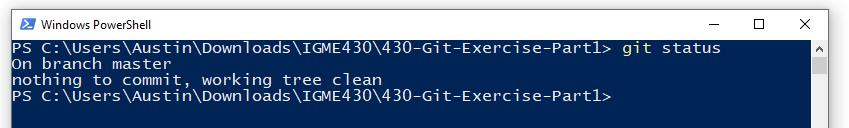 Windows PowerShell
PS C:\Users\Austin\Downloads\IGME430\430-Git-Exercise-Part1> git status
On branch master
nothing to commit, working tree clean
PS C:\Users\Austin\Downloads\IGME430\430-Git-Exercise-Part1>